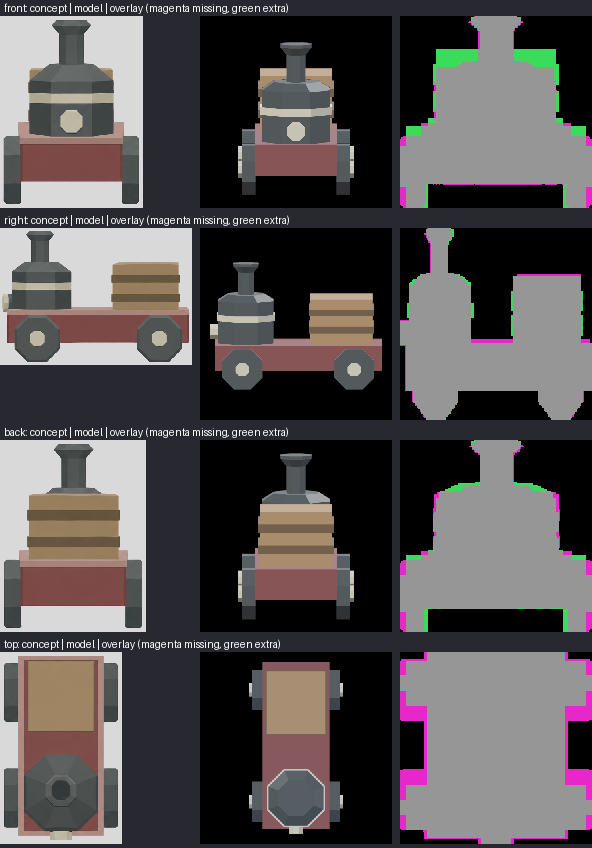 front: concept | model | overlay (magenta missing, green extra)
right: concept | model | overlay (magenta missing, green extra)
back: concept | model | overlay (magenta missing, green extra)
top: concept | model | overlay (magenta missing, green extra)